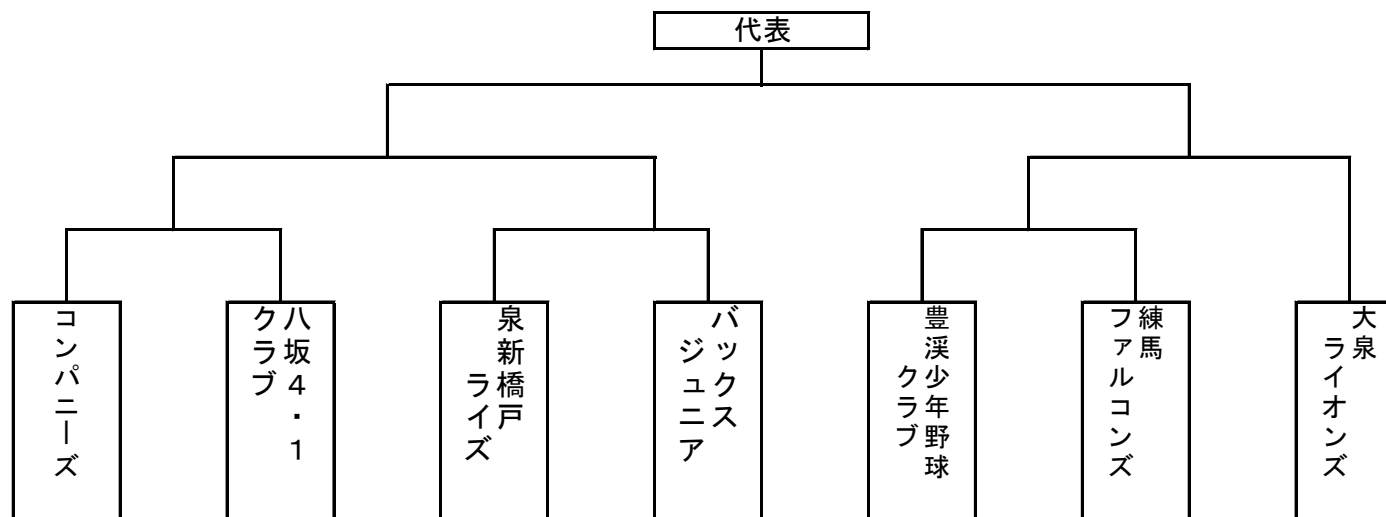 代表
コンパニーズ
八坂４・１
クラブ
泉新橋戸
ライズ
バックス
ジュニア
豊渓少年野球
クラブ
練馬
ファルコンズ
大泉
ライオンズ